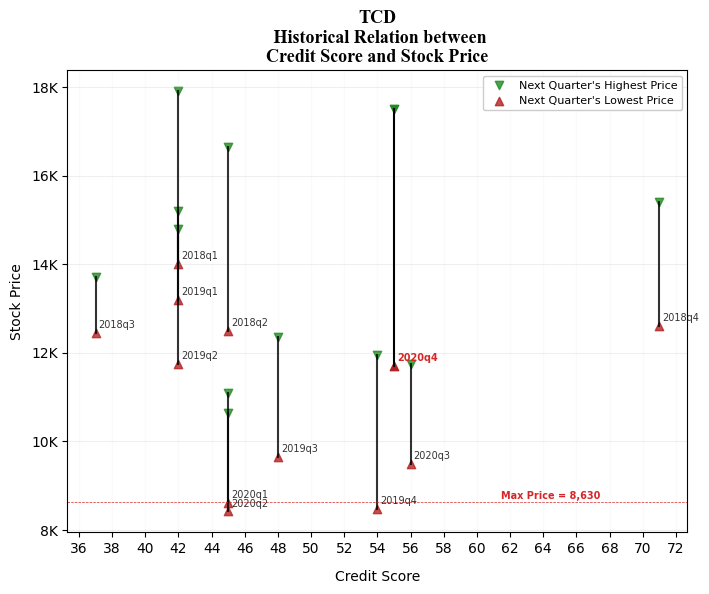 TCD
Historical Relation between
Credit Score and Stock Price
Next Quarter's Highest Price
Next Quarter's Lowest Price
18K
16K
14K
12K
10K
8K
Stock Price
2018q1
2019q1
2018q3
2018q2
2018q4
2019q2
2020q4
2019q3
2020q3
2020q1
2020q2
2019q4
Max Price = 8,630
36 38 40 42 44 46 48 50 52 54 56 58 60 62 64 66 68 70 72
Credit Score